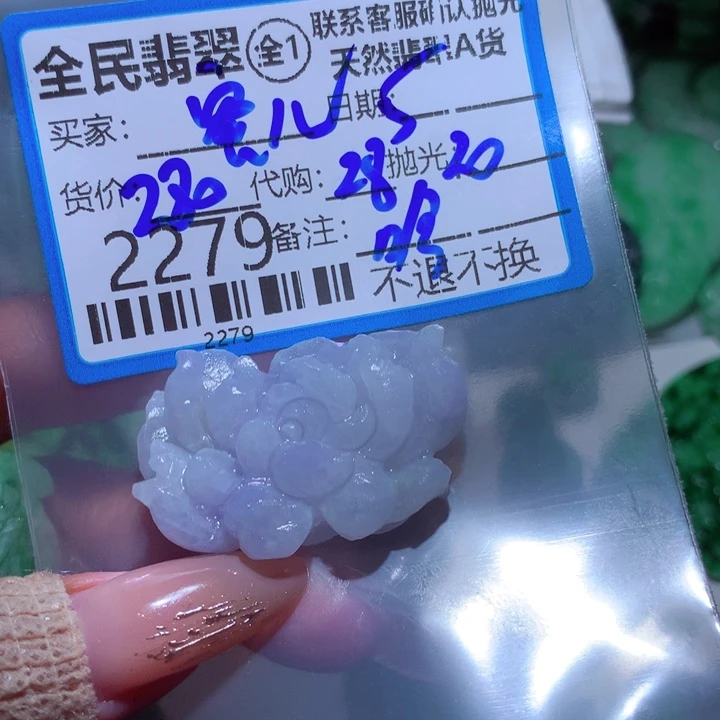 全民翡翠 全1 联系客服确认抛光
天然翡翠A货
买家: 日期: 5
货价: 230 代购: 28 抛光 20
2279 备注:
不退不换
2279